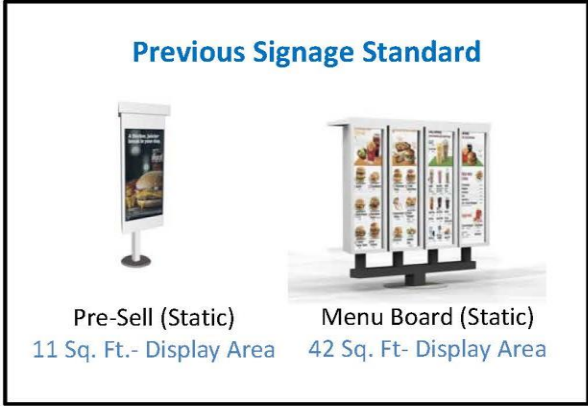 Previous Signage Standard
Pre-Sell (Static)
11 Sq. Ft.- Display Area
Menu Board (Static)
42 Sq. Ft- Display Area